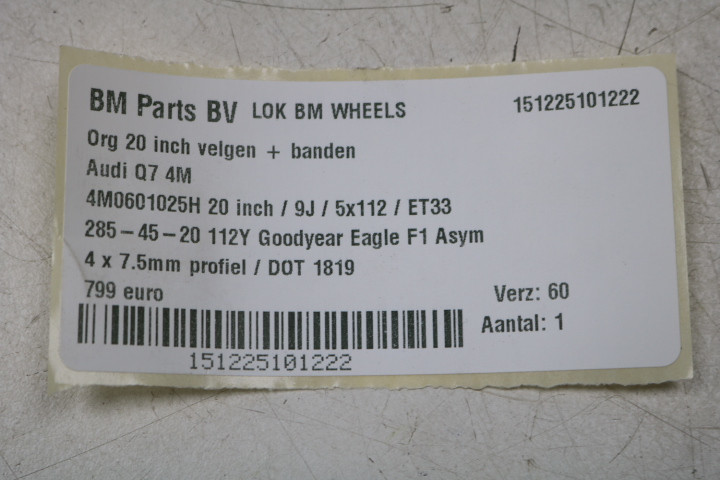 BM Parts BV LOK BM WHEELS 151225101222
Org 20 inch velgen + banden
Audi Q7 4M
4M0601025H 20 inch / 9J / 5x112 / ET33
285-45-20 112Y Goodyear Eagle F1 Asym
4 x 7.5mm profiel / DOT 1819
799 euro Verz: 60
Aantal: 1
151225101222